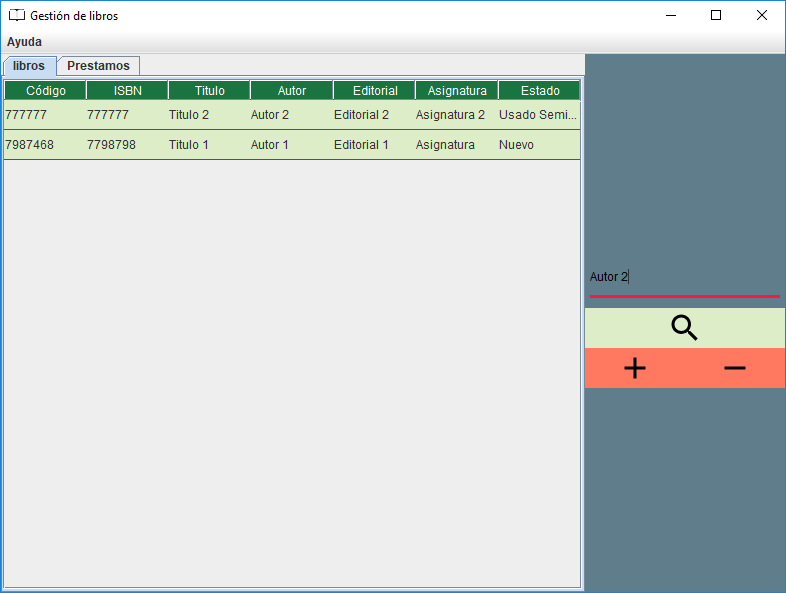 Gestión de libros
Ayuda
libros Prestamos
Código ISBN Titulo Autor Editorial Asignatura Estado
777777 777777 Titulo 2 Autor 2 Editorial 2 Asignatura 2 Usado Semi...
7987468 7798798 Titulo 1 Autor 1 Editorial 1 Asignatura Nuevo
Autor 2